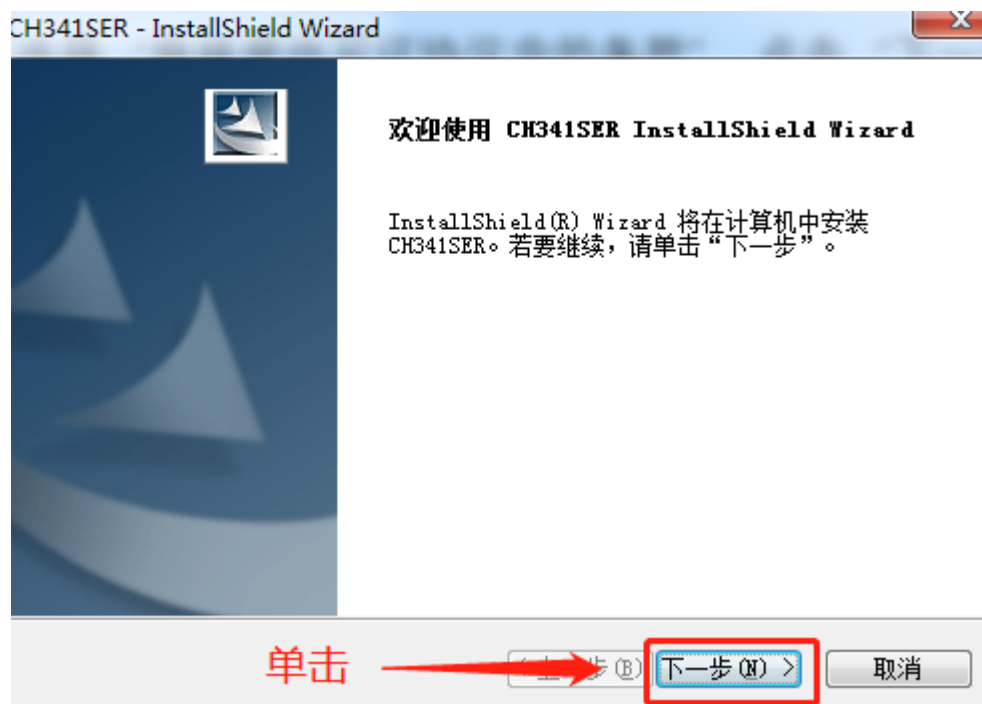 CH341SER - InstallShield Wizard
欢迎使用 CH341SER InstallShield Wizard
InstallShield(R) Wizard 将在计算机中安装
CH341SER。若要继续，请单击“下一步”。
单击
步(B)
下一步(N) >
取消